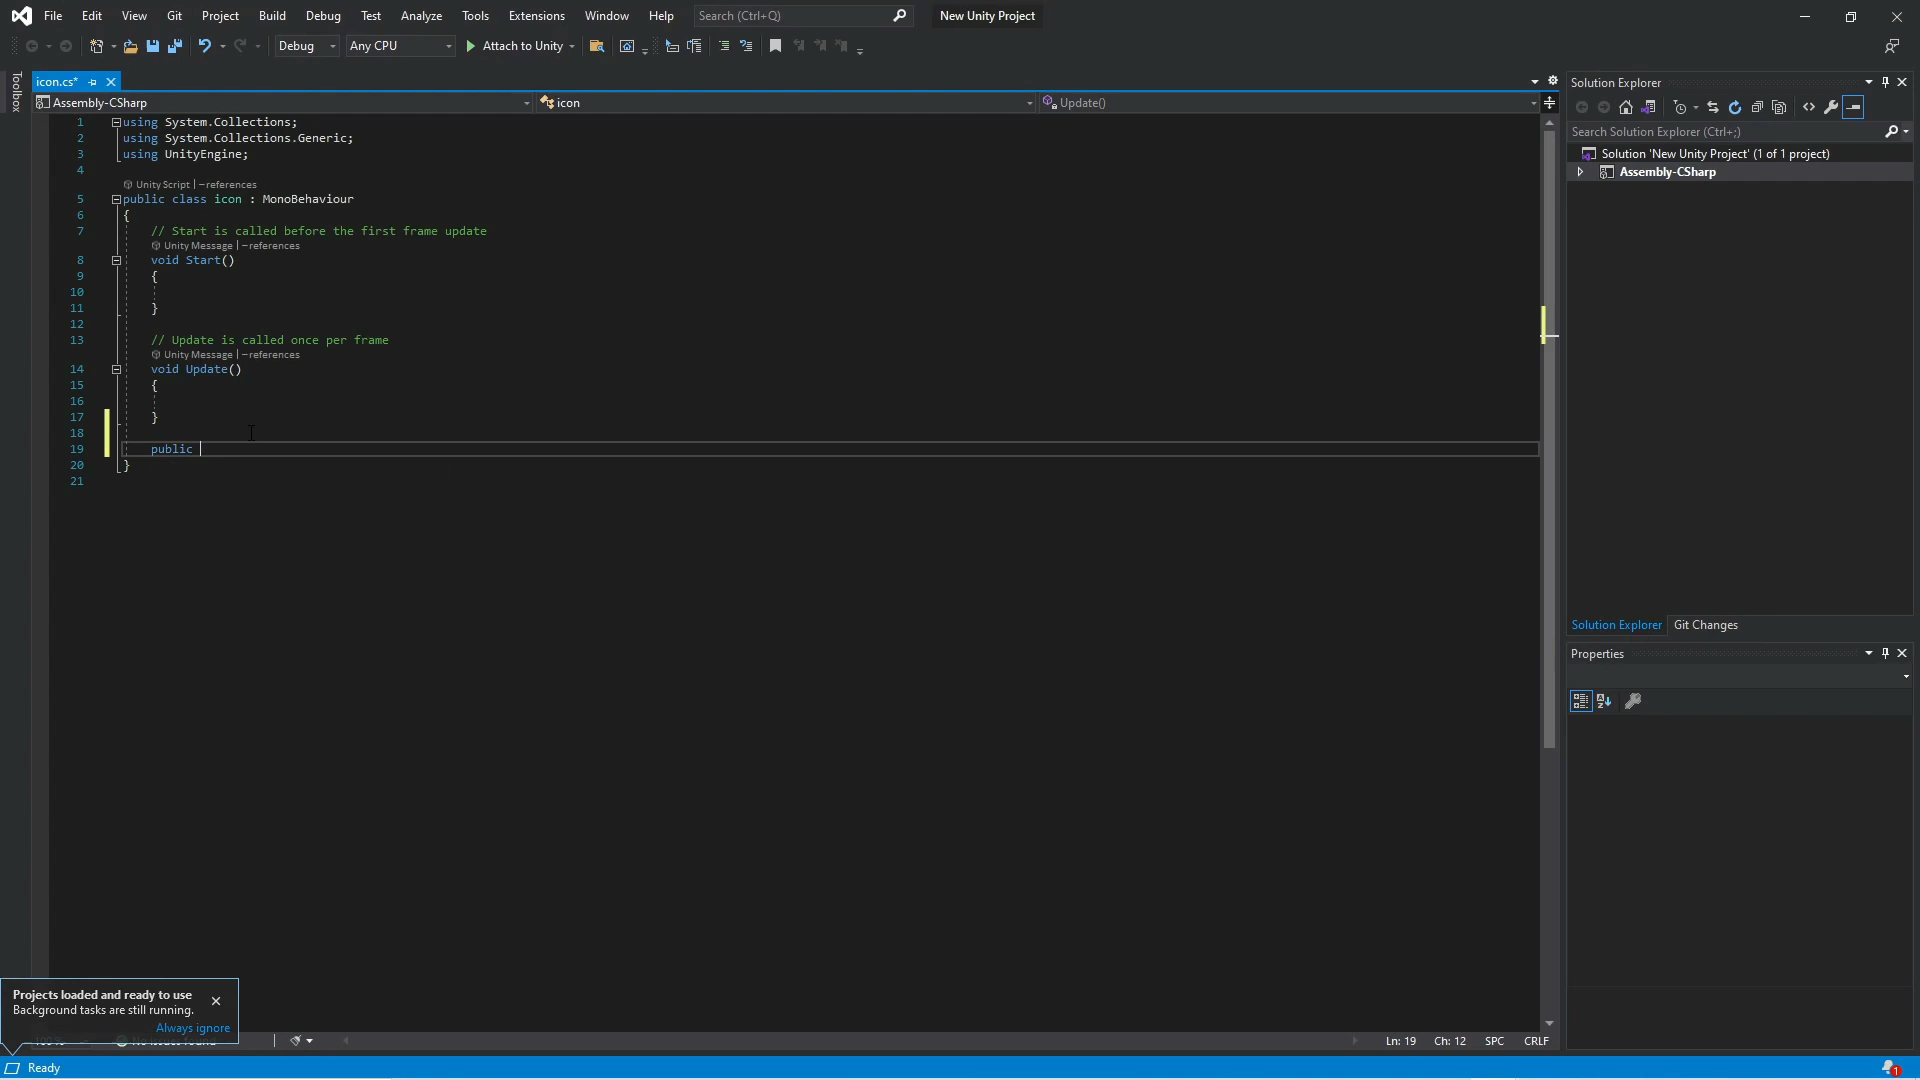 File Edit View Git Project Build Debug Test Analyze Tools Extensions Window Help Search (Ctrl+Q) New Unity Project
Debug Any CPU Attach to Unity
Toolbox
icon.cs*
Assembly-CSharp icon Update()
1 using System.Collections;
2 using System.Collections.Generic;
3 using UnityEngine;
4
Unity Script | – references
5 public class icon : MonoBehaviour
6 {
7 // Start is called before the first frame update
Unity Message | – references
8 void Start()
9 {
10
11 }
12
13 // Update is called once per frame
Unity Message | – references
14 void Update()
15 {
16
17 }
18
19 public
20 }
21
Solution Explorer
Search Solution Explorer (Ctrl+;)
Solution 'New Unity Project' (1 of 1 project)
Assembly-CSharp
Solution Explorer Git Changes
Properties
Projects loaded and ready to use
Background tasks are still running.
Always ignore
Ln: 19 Ch: 12 SPC CRLF
Ready 1